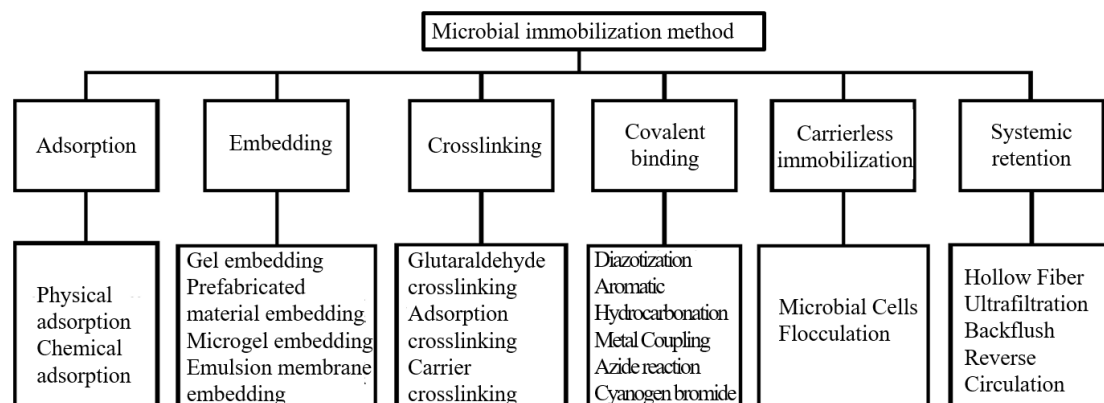 Microbial immobilization method
Adsorption
Embedding
Crosslinking
Covalent
binding
Carrierless
immobilization
Systemic
retention
Physical
adsorption
Chemical
adsorption
Gel embedding
Prefabricated
material embedding
Microgel embedding
Emulsion membrane
embedding
Glutaraldehyde
crosslinking
Adsorption
crosslinking
Carrier
crosslinking
Diazotization
Aromatic
Hydrocarbonation
Metal Coupling
Azide reaction
Cyanogen bromide
Microbial Cells
Flocculation
Hollow Fiber
Ultrafiltration
Backflush
Reverse
Circulation